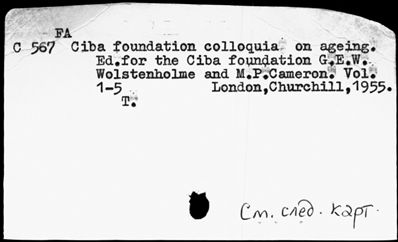 FA
C 567 Ciba foundation colloquia on ageing.
Ed.for the Ciba foundation G.E.W.
Wolstenholme and M.P.Cameron. Vol.
1-5 London,Churchill,1955.
T.
См. след. карт.